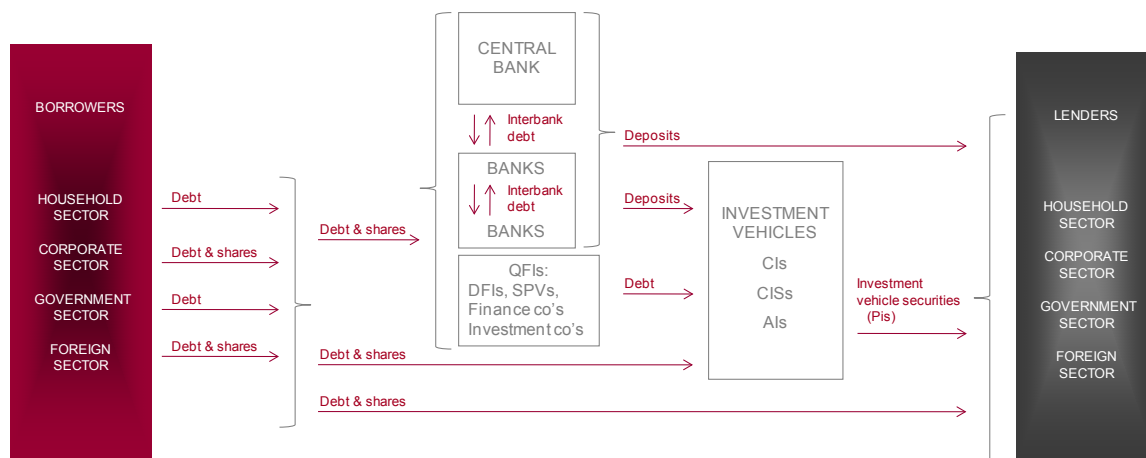 BORROWERS
HOUSEHOLD
SECTOR
CORPORATE
SECTOR
GOVERNMENT
SECTOR
FOREIGN
SECTOR
Debt
Debt & shares
Debt
Debt & shares
Debt & shares
Debt & shares
Debt & shares
CENTRAL
BANK
Interbank
debt
BANKS
Interbank
debt
BANKS
QFIs:
DFIs, SPVs,
Finance co's
Investment co's
Deposits
Deposits
Debt
INVESTMENT
VEHICLES
CIs
CISs
AIs
Investment
vehicle securities
(Pis)
LENDERS
HOUSEHOLD
SECTOR
CORPORATE
SECTOR
GOVERNMENT
SECTOR
FOREIGN
SECTOR